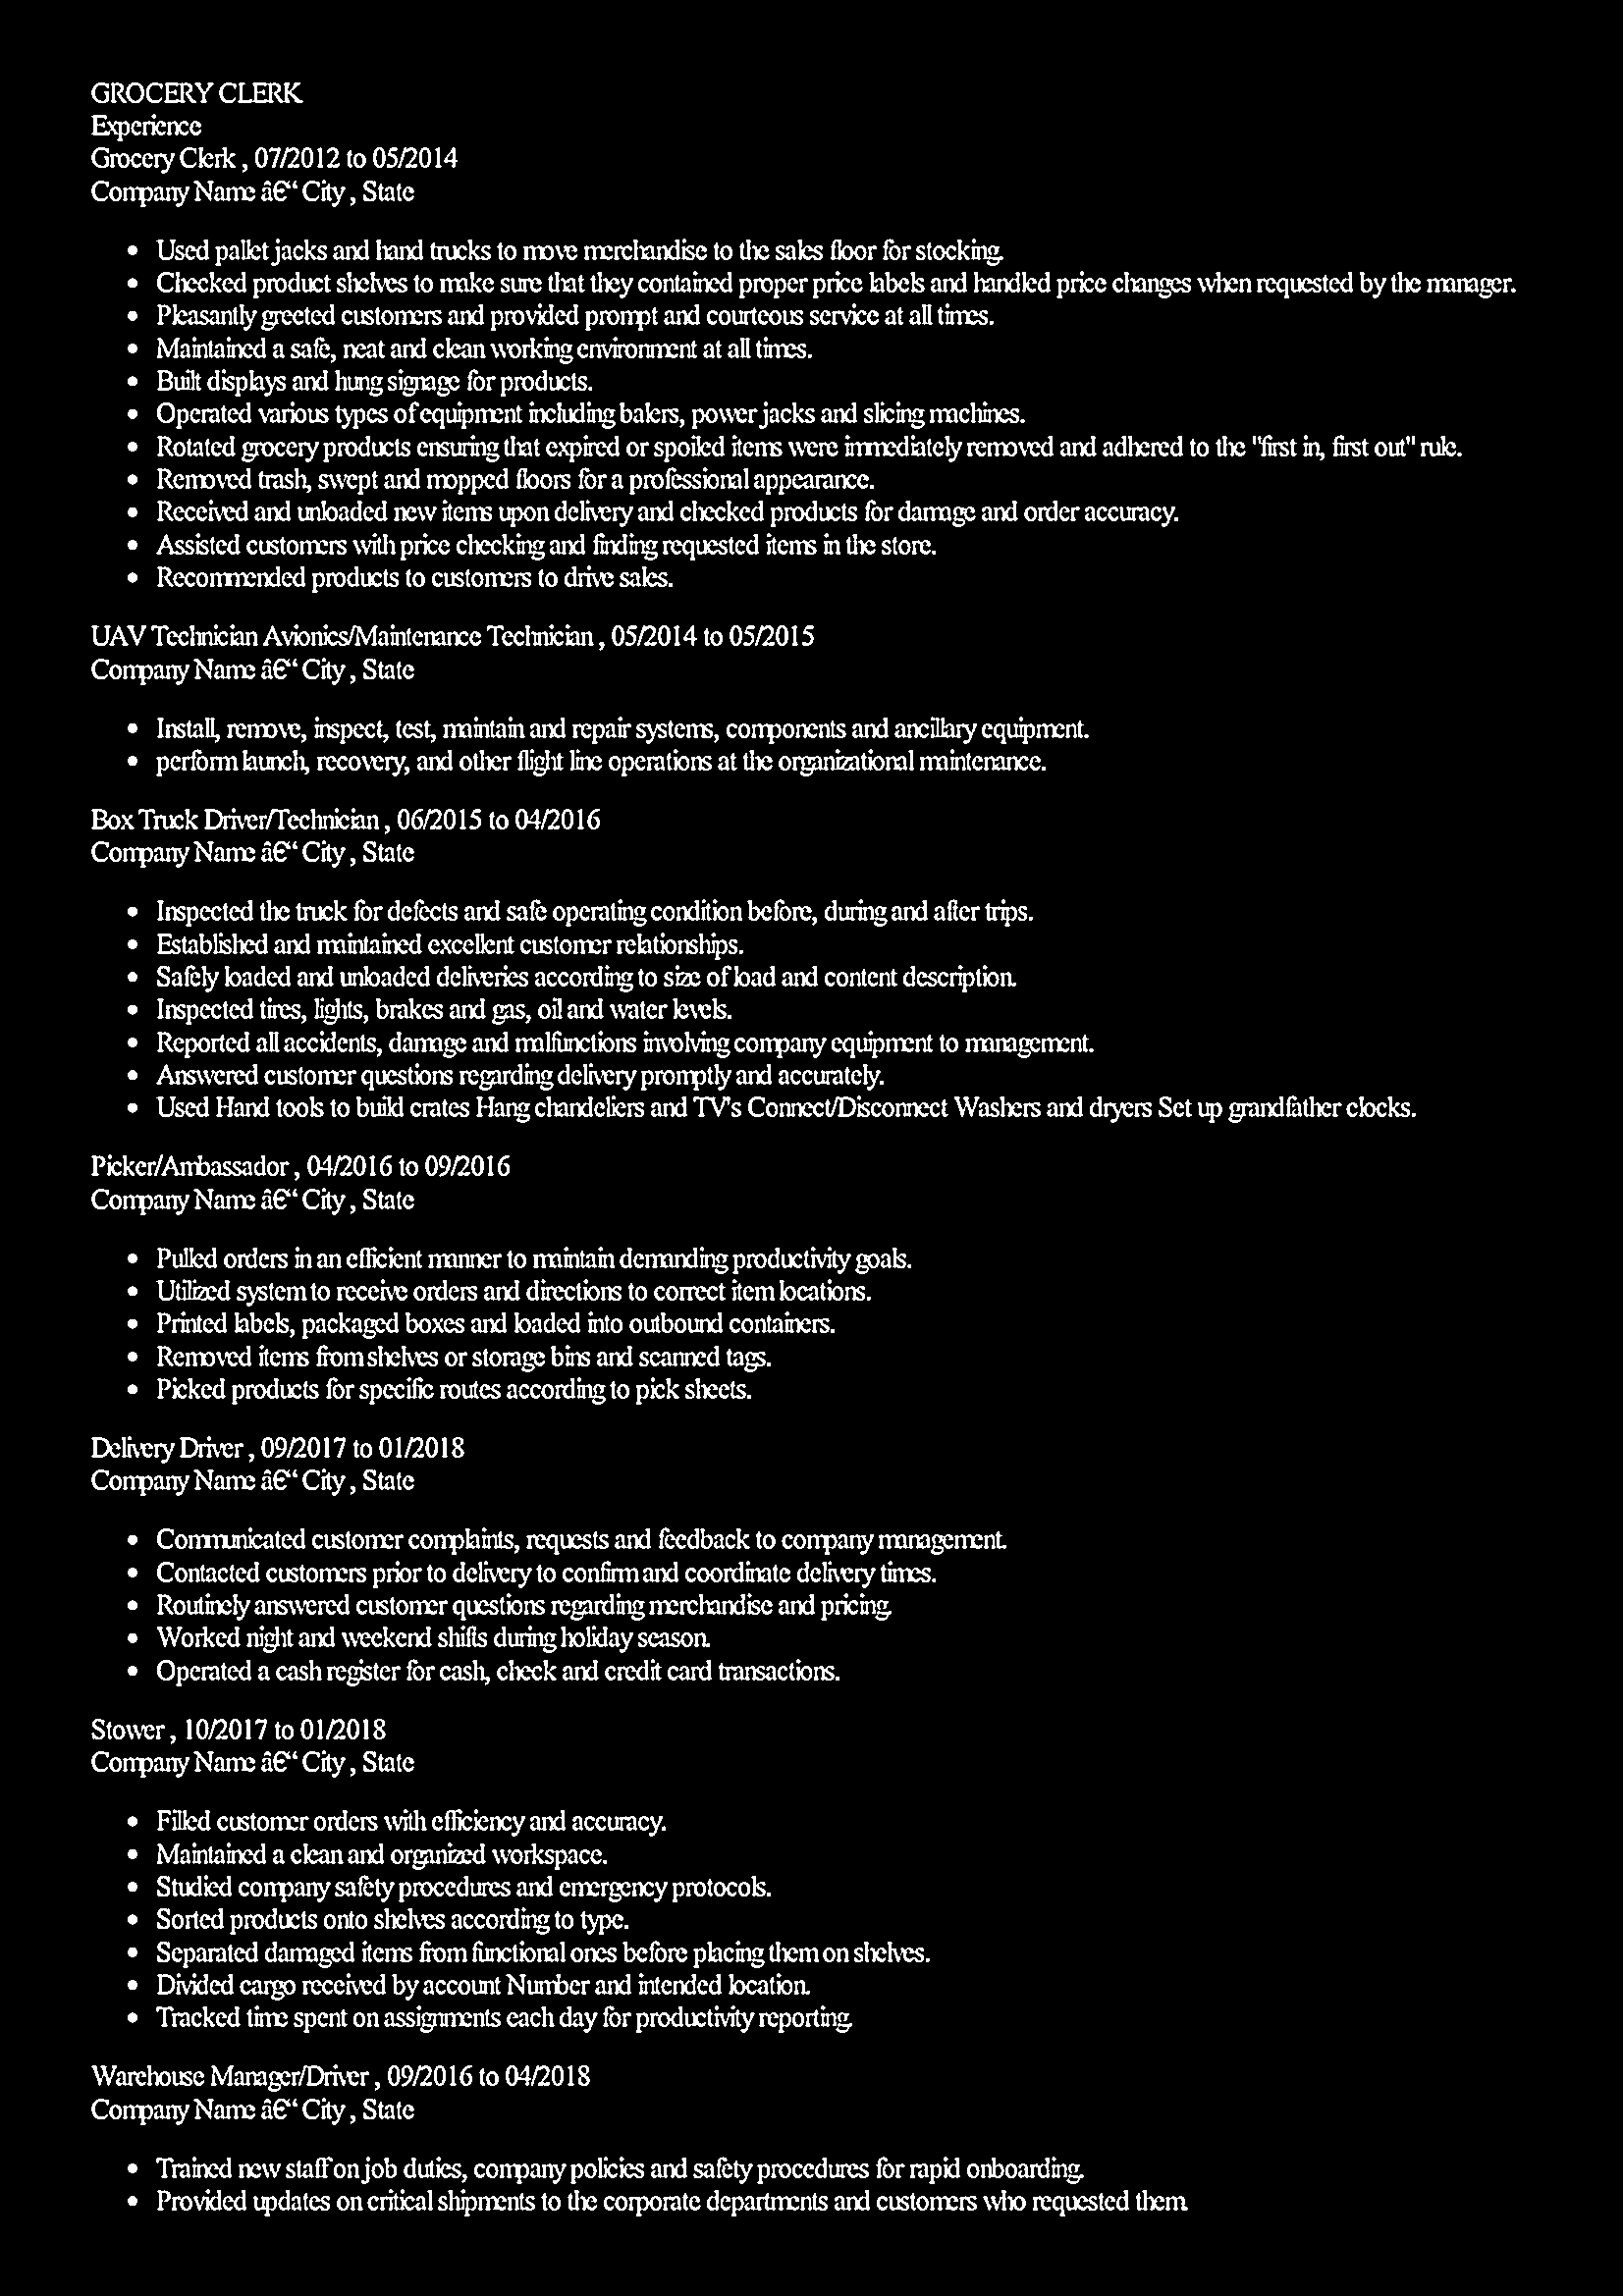 GROCERY CLERK
Experience
Grocery Clerk , 07/2012 to 05/2014
Company Name â€“ City , State
• Used pallet jacks and hand trucks to move merchandise to the sales floor for stocking.
• Checked product shelves to make sure that they contained proper price labels and handled price changes when requested by the manager.
• Pleasantly greeted customers and provided prompt and courteous service at all times.
• Maintained a safe, neat and clean working environment at all times.
• Built displays and hung signage for products.
• Operated various types of equipment including balers, power jacks and slicing machines.
• Rotated grocery products ensuring that expired or spoiled items were immediately removed and adhered to the "first in, first out" rule.
• Removed trash, swept and mopped floors for a professional appearance.
• Received and unloaded new items upon delivery and checked products for damage and order accuracy.
• Assisted customers with price checking and finding requested items in the store.
• Recommended products to customers to drive sales.
UAV Technician Avionics/Maintenance Technician , 05/2014 to 05/2015
Company Name â€“ City , State
• Install, remove, inspect, test, maintain and repair systems, components and ancillary equipment.
• perform launch, recovery, and other flight line operations at the organizational maintenance.
Box Truck Driver/Technician , 06/2015 to 04/2016
Company Name â€“ City , State
• Inspected the truck for defects and safe operating condition before, during and after trips.
• Established and maintained excellent customer relationships.
• Safely loaded and unloaded deliveries according to size of load and content description.
• Inspected tires, lights, brakes and gas, oil and water levels.
• Reported all accidents, damage and malfunctions involving company equipment to management.
• Answered customer questions regarding delivery promptly and accurately.
• Used Hand tools to build crates Hang chandeliers and TV's Connect/Disconnect Washers and dryers Set up grandfather clocks.
Picker/Ambassador , 04/2016 to 09/2016
Company Name â€“ City , State
• Pulled orders in an efficient manner to maintain demanding productivity goals.
• Utilized system to receive orders and directions to correct item locations.
• Printed labels, packaged boxes and loaded into outbound containers.
• Removed items from shelves or storage bins and scanned tags.
• Picked products for specific routes according to pick sheets.
Delivery Driver , 09/2017 to 01/2018
Company Name â€“ City , State
• Communicated customer complaints, requests and feedback to company management.
• Contacted customers prior to delivery to confirm and coordinate delivery times.
• Routinely answered customer questions regarding merchandise and pricing.
• Worked night and weekend shifts during holiday season.
• Operated a cash register for cash, check and credit card transactions.
Stower , 10/2017 to 01/2018
Company Name â€“ City , State
• Filled customer orders with efficiency and accuracy.
• Maintained a clean and organized workspace.
• Studied company safety procedures and emergency protocols.
• Sorted products onto shelves according to type.
• Separated damaged items from functional ones before placing them on shelves.
• Divided cargo received by account Number and intended location.
• Tracked time spent on assignments each day for productivity reporting.
Warehouse Manager/Driver , 09/2016 to 04/2018
Company Name â€“ City , State
• Trained new staff on job duties, company policies and safety procedures for rapid onboarding.
• Provided updates on critical shipments to the corporate departments and customers who requested them.